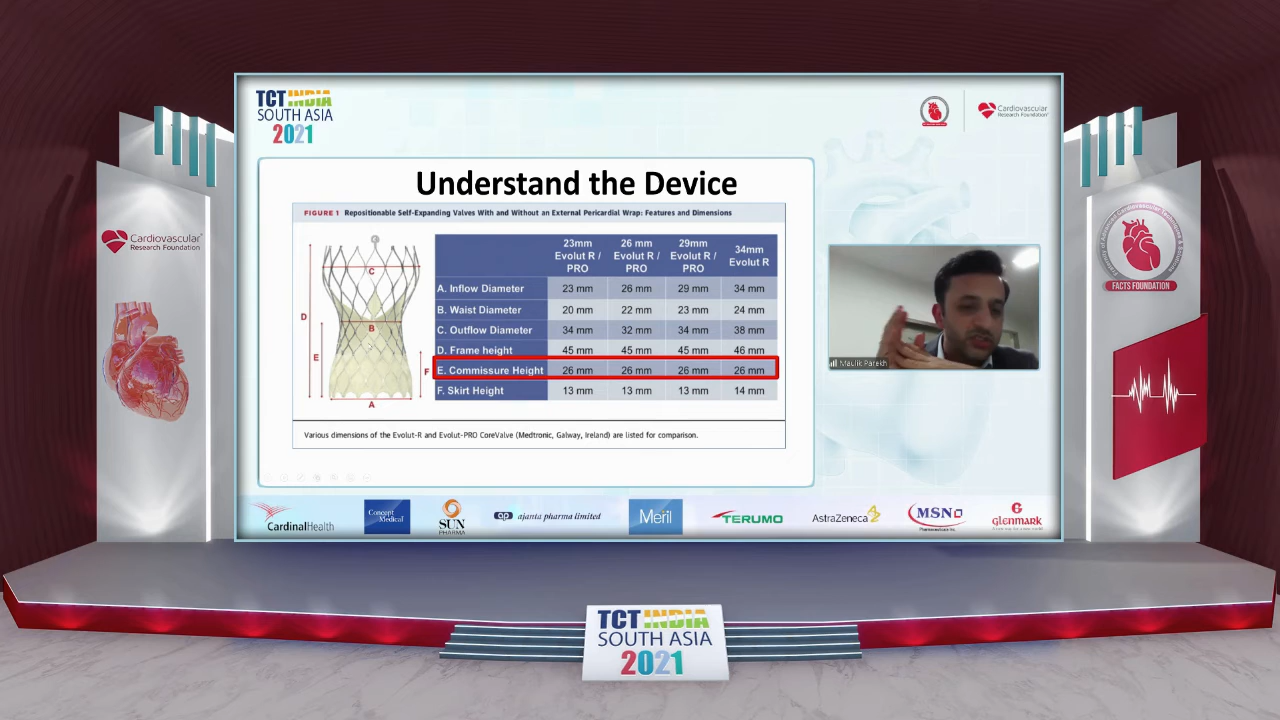 TCT INDIA
SOUTH ASIA
2021
Cardiovascular
Research Foundation
Understand the Device
FIGURE 1 Repositionable Self-Expanding Valves With and Without an External Pericardial Wrap: Features and Dimensions
23mm Evolut R / PRO
26 mm Evolut R / PRO
29mm Evolut R / PRO
34mm Evolut R
A. Inflow Diameter 23 mm 26 mm 29 mm 34 mm
B. Waist Diameter 20 mm 22 mm 23 mm 24 mm
C. Outflow Diameter 34 mm 32 mm 34 mm 38 mm
D. Frame height 45 mm 45 mm 45 mm 46 mm
E. Commissure Height 26 mm 26 mm 26 mm 26 mm
F. Skirt Height 13 mm 13 mm 13 mm 14 mm
C
D
B
E
F
A
Various dimensions of the Evolut-R and Evolut-PRO CoreValve (Medtronic, Galway, Ireland) are listed for comparison.
Maulik Parekh
Cardiovascular
Research Foundation
FACTS FOUNDATION
CardinalHealth
Concept
Medical
SUN
PHARMA
ap ajanta pharma limited
Meril
TERUMO
AstraZeneca
MSN
glenmark
TCT INDIA
SOUTH ASIA
2021